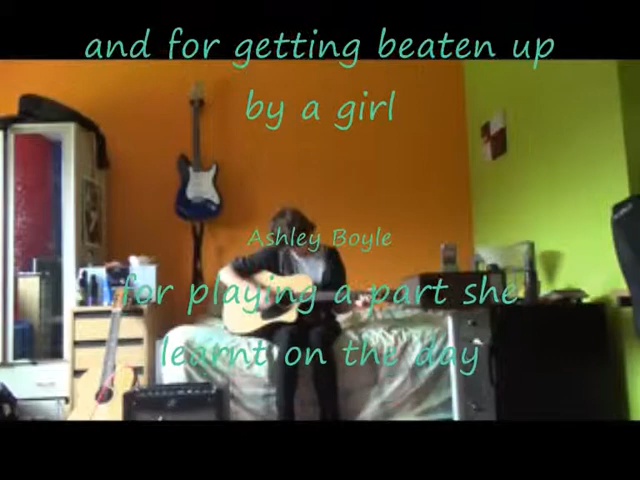 and for getting beaten up
by a girl
Ashley Boyle
for playing a part she
learnt on the day